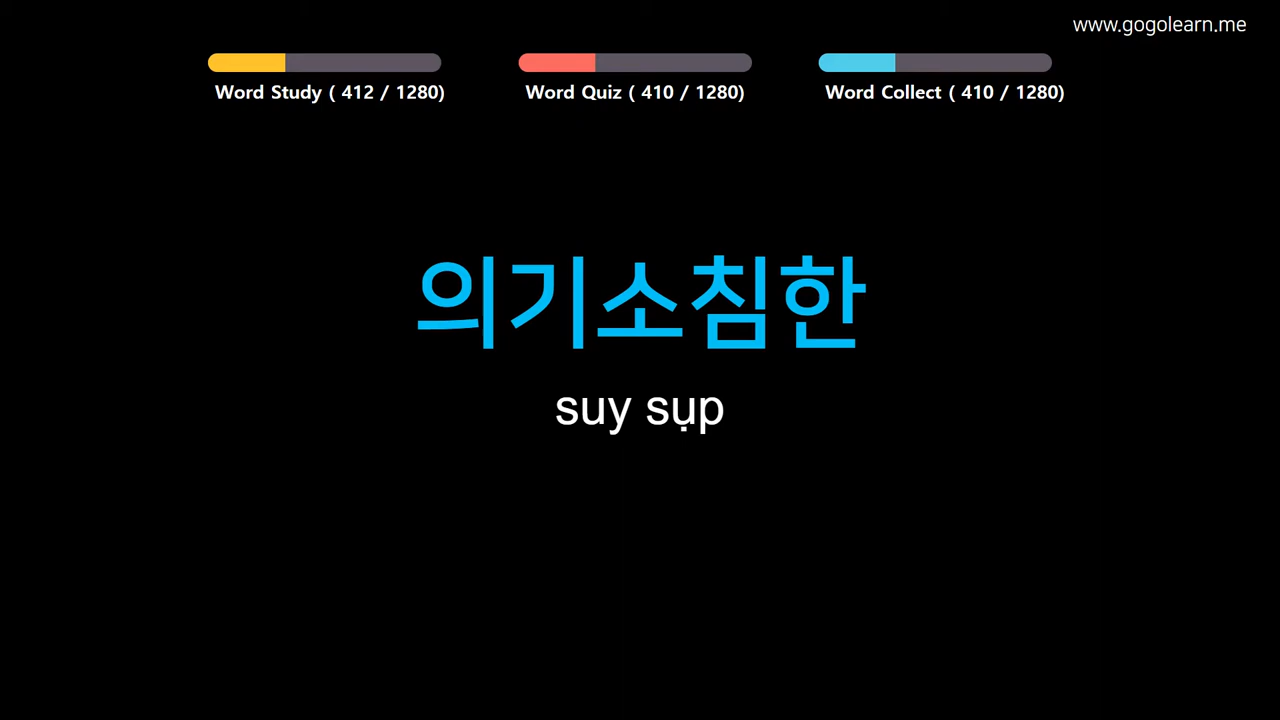 www.gogolearn.me
Word Study ( 412 / 1280)
Word Quiz ( 410 / 1280)
Word Collect ( 410 / 1280)
의기소침한
suy sụp